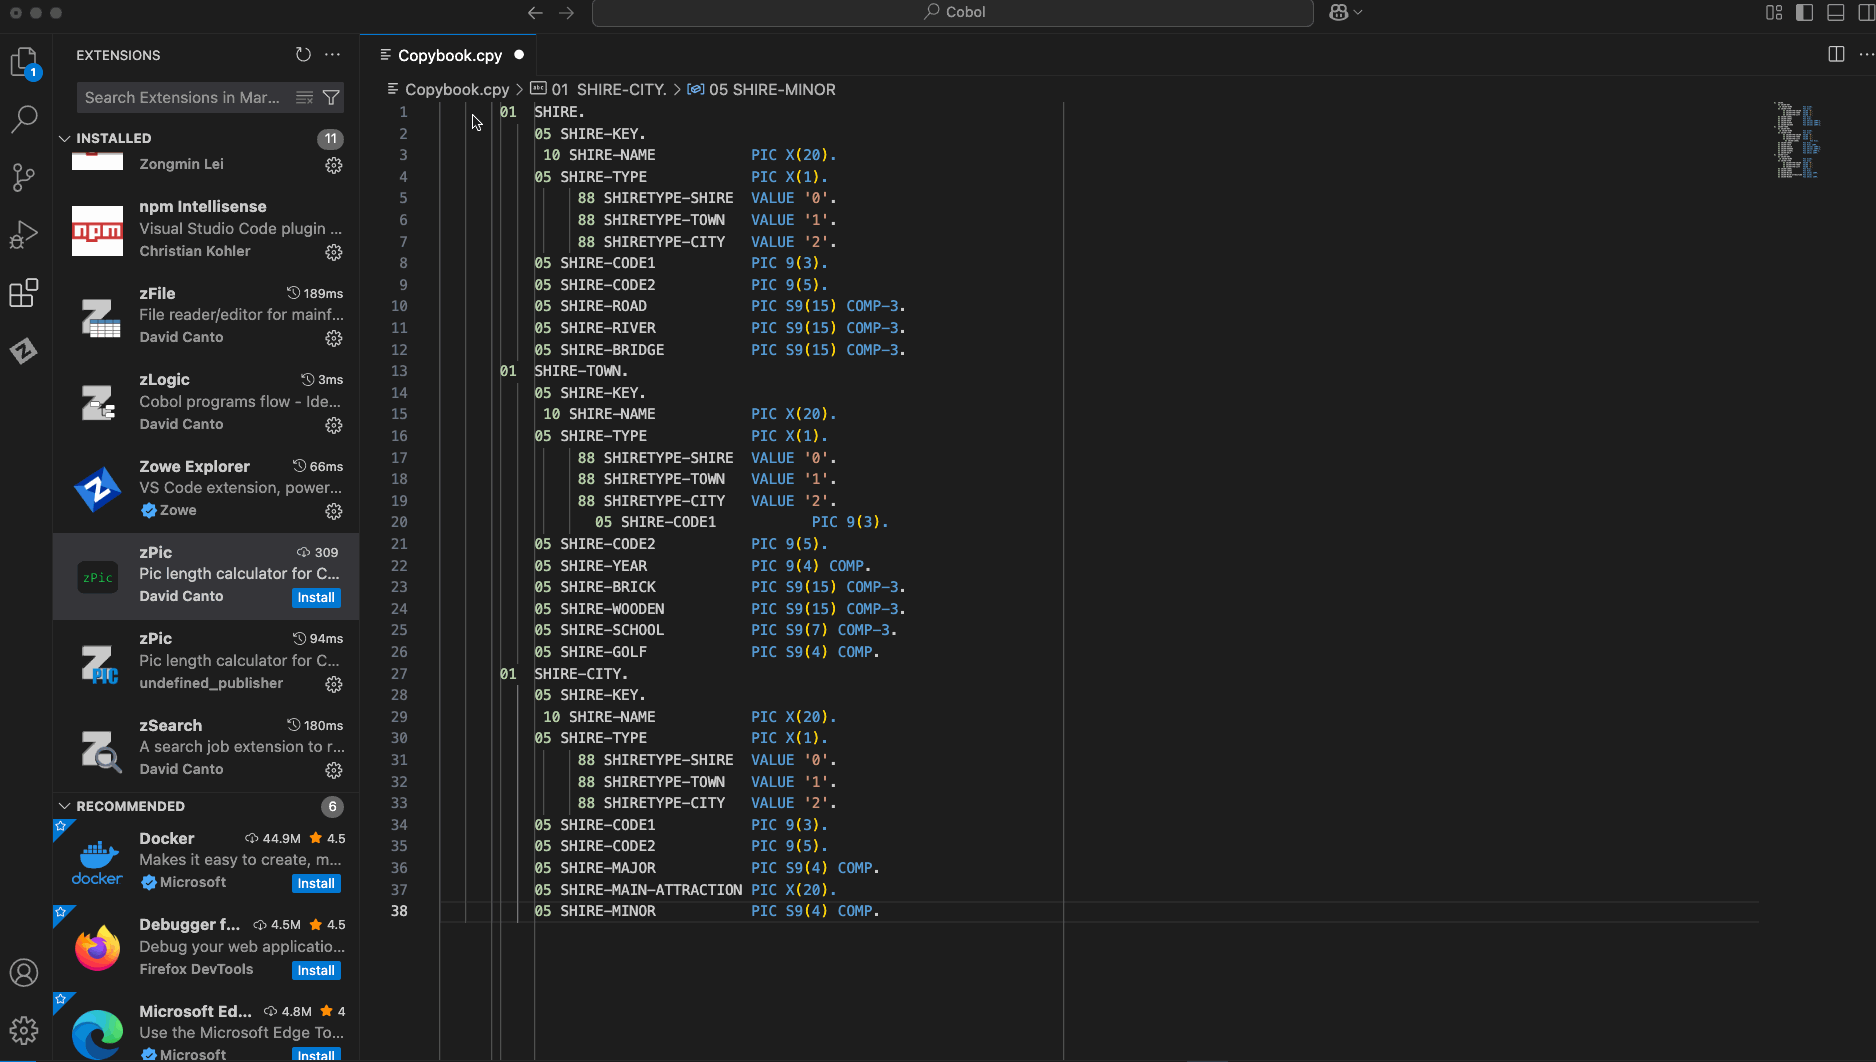 Cobol
EXTENSIONS
Search Extensions in Mar...
1
INSTALLED 11
Zongmin Lei
npm
npm Intellisense
Visual Studio Code plugin ...
Christian Kohler
zFile 189ms
File reader/editor for mainf...
David Canto
zLogic 3ms
Cobol programs flow - Ide...
David Canto
Zowe Explorer 66ms
VS Code extension, power...
Zowe
zPic
zPic 309
Pic length calculator for C...
David Canto Install
PIC
zPic 94ms
Pic length calculator for C...
undefined_publisher
zSearch 180ms
A search job extension to r...
David Canto
RECOMMENDED 6
docker
Docker 44.9M 4.5
Makes it easy to create, m...
Microsoft Install
Debugger f... 4.5M 4.5
Debug your web applicatio...
Firefox DevTools Install
Microsoft Ed... 4.8M 4
Use the Microsoft Edge To...
Microsoft Install
Copybook.cpy
Copybook.cpy > 01 SHIRE-CITY. > 05 SHIRE-MINOR
1 01 SHIRE.
2 05 SHIRE-KEY.
3 10 SHIRE-NAME PIC X(20).
4 05 SHIRE-TYPE PIC X(1).
5 88 SHIRETYPE-SHIRE VALUE '0'.
6 88 SHIRETYPE-TOWN VALUE '1'.
7 88 SHIRETYPE-CITY VALUE '2'.
8 05 SHIRE-CODE1 PIC 9(3).
9 05 SHIRE-CODE2 PIC 9(5).
10 05 SHIRE-ROAD PIC S9(15) COMP-3.
11 05 SHIRE-RIVER PIC S9(15) COMP-3.
12 05 SHIRE-BRIDGE PIC S9(15) COMP-3.
13 01 SHIRE-TOWN.
14 05 SHIRE-KEY.
15 10 SHIRE-NAME PIC X(20).
16 05 SHIRE-TYPE PIC X(1).
17 88 SHIRETYPE-SHIRE VALUE '0'.
18 88 SHIRETYPE-TOWN VALUE '1'.
19 88 SHIRETYPE-CITY VALUE '2'.
20 05 SHIRE-CODE1 PIC 9(3).
21 05 SHIRE-CODE2 PIC 9(5).
22 05 SHIRE-YEAR PIC 9(4) COMP.
23 05 SHIRE-BRICK PIC S9(15) COMP-3.
24 05 SHIRE-WOODEN PIC S9(15) COMP-3.
25 05 SHIRE-SCHOOL PIC S9(7) COMP-3.
26 05 SHIRE-GOLF PIC S9(4) COMP.
27 01 SHIRE-CITY.
28 05 SHIRE-KEY.
29 10 SHIRE-NAME PIC X(20).
30 05 SHIRE-TYPE PIC X(1).
31 88 SHIRETYPE-SHIRE VALUE '0'.
32 88 SHIRETYPE-TOWN VALUE '1'.
33 88 SHIRETYPE-CITY VALUE '2'.
34 05 SHIRE-CODE1 PIC 9(3).
35 05 SHIRE-CODE2 PIC 9(5).
36 05 SHIRE-MAJOR PIC S9(4) COMP.
37 05 SHIRE-MAIN-ATTRACTION PIC X(20).
38 05 SHIRE-MINOR PIC S9(4) COMP.